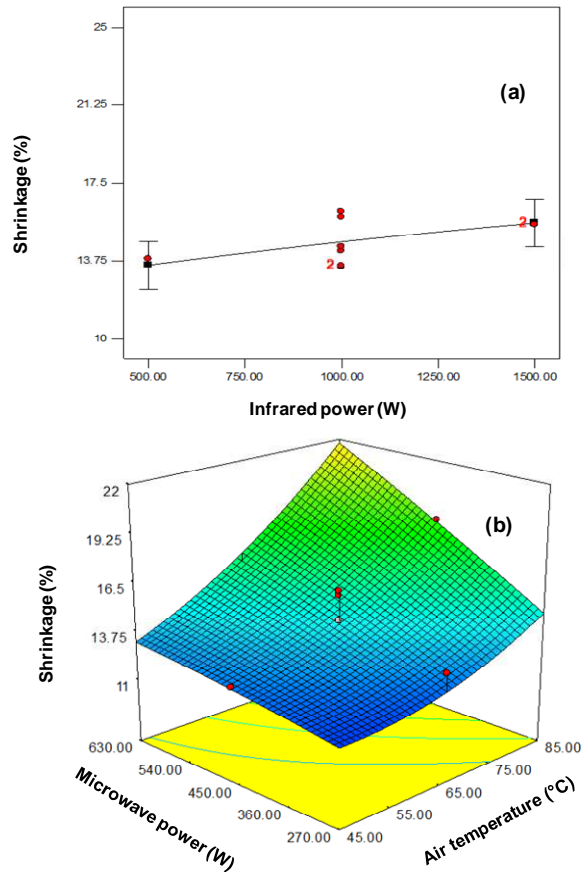 25
(a)
21.25
Shrinkage (%)
17.5
2
13.75
2
10
500.00 750.00 1000.00 1250.00 1500.00
Infrared power (W)
22
(b)
19.25
Shrinkage (%)
16.5
13.75
11
630.00 85.00
540.00 75.00
450.00 65.00
360.00 55.00
270.00 45.00
Microwave power (W)
Air temperature (°C)